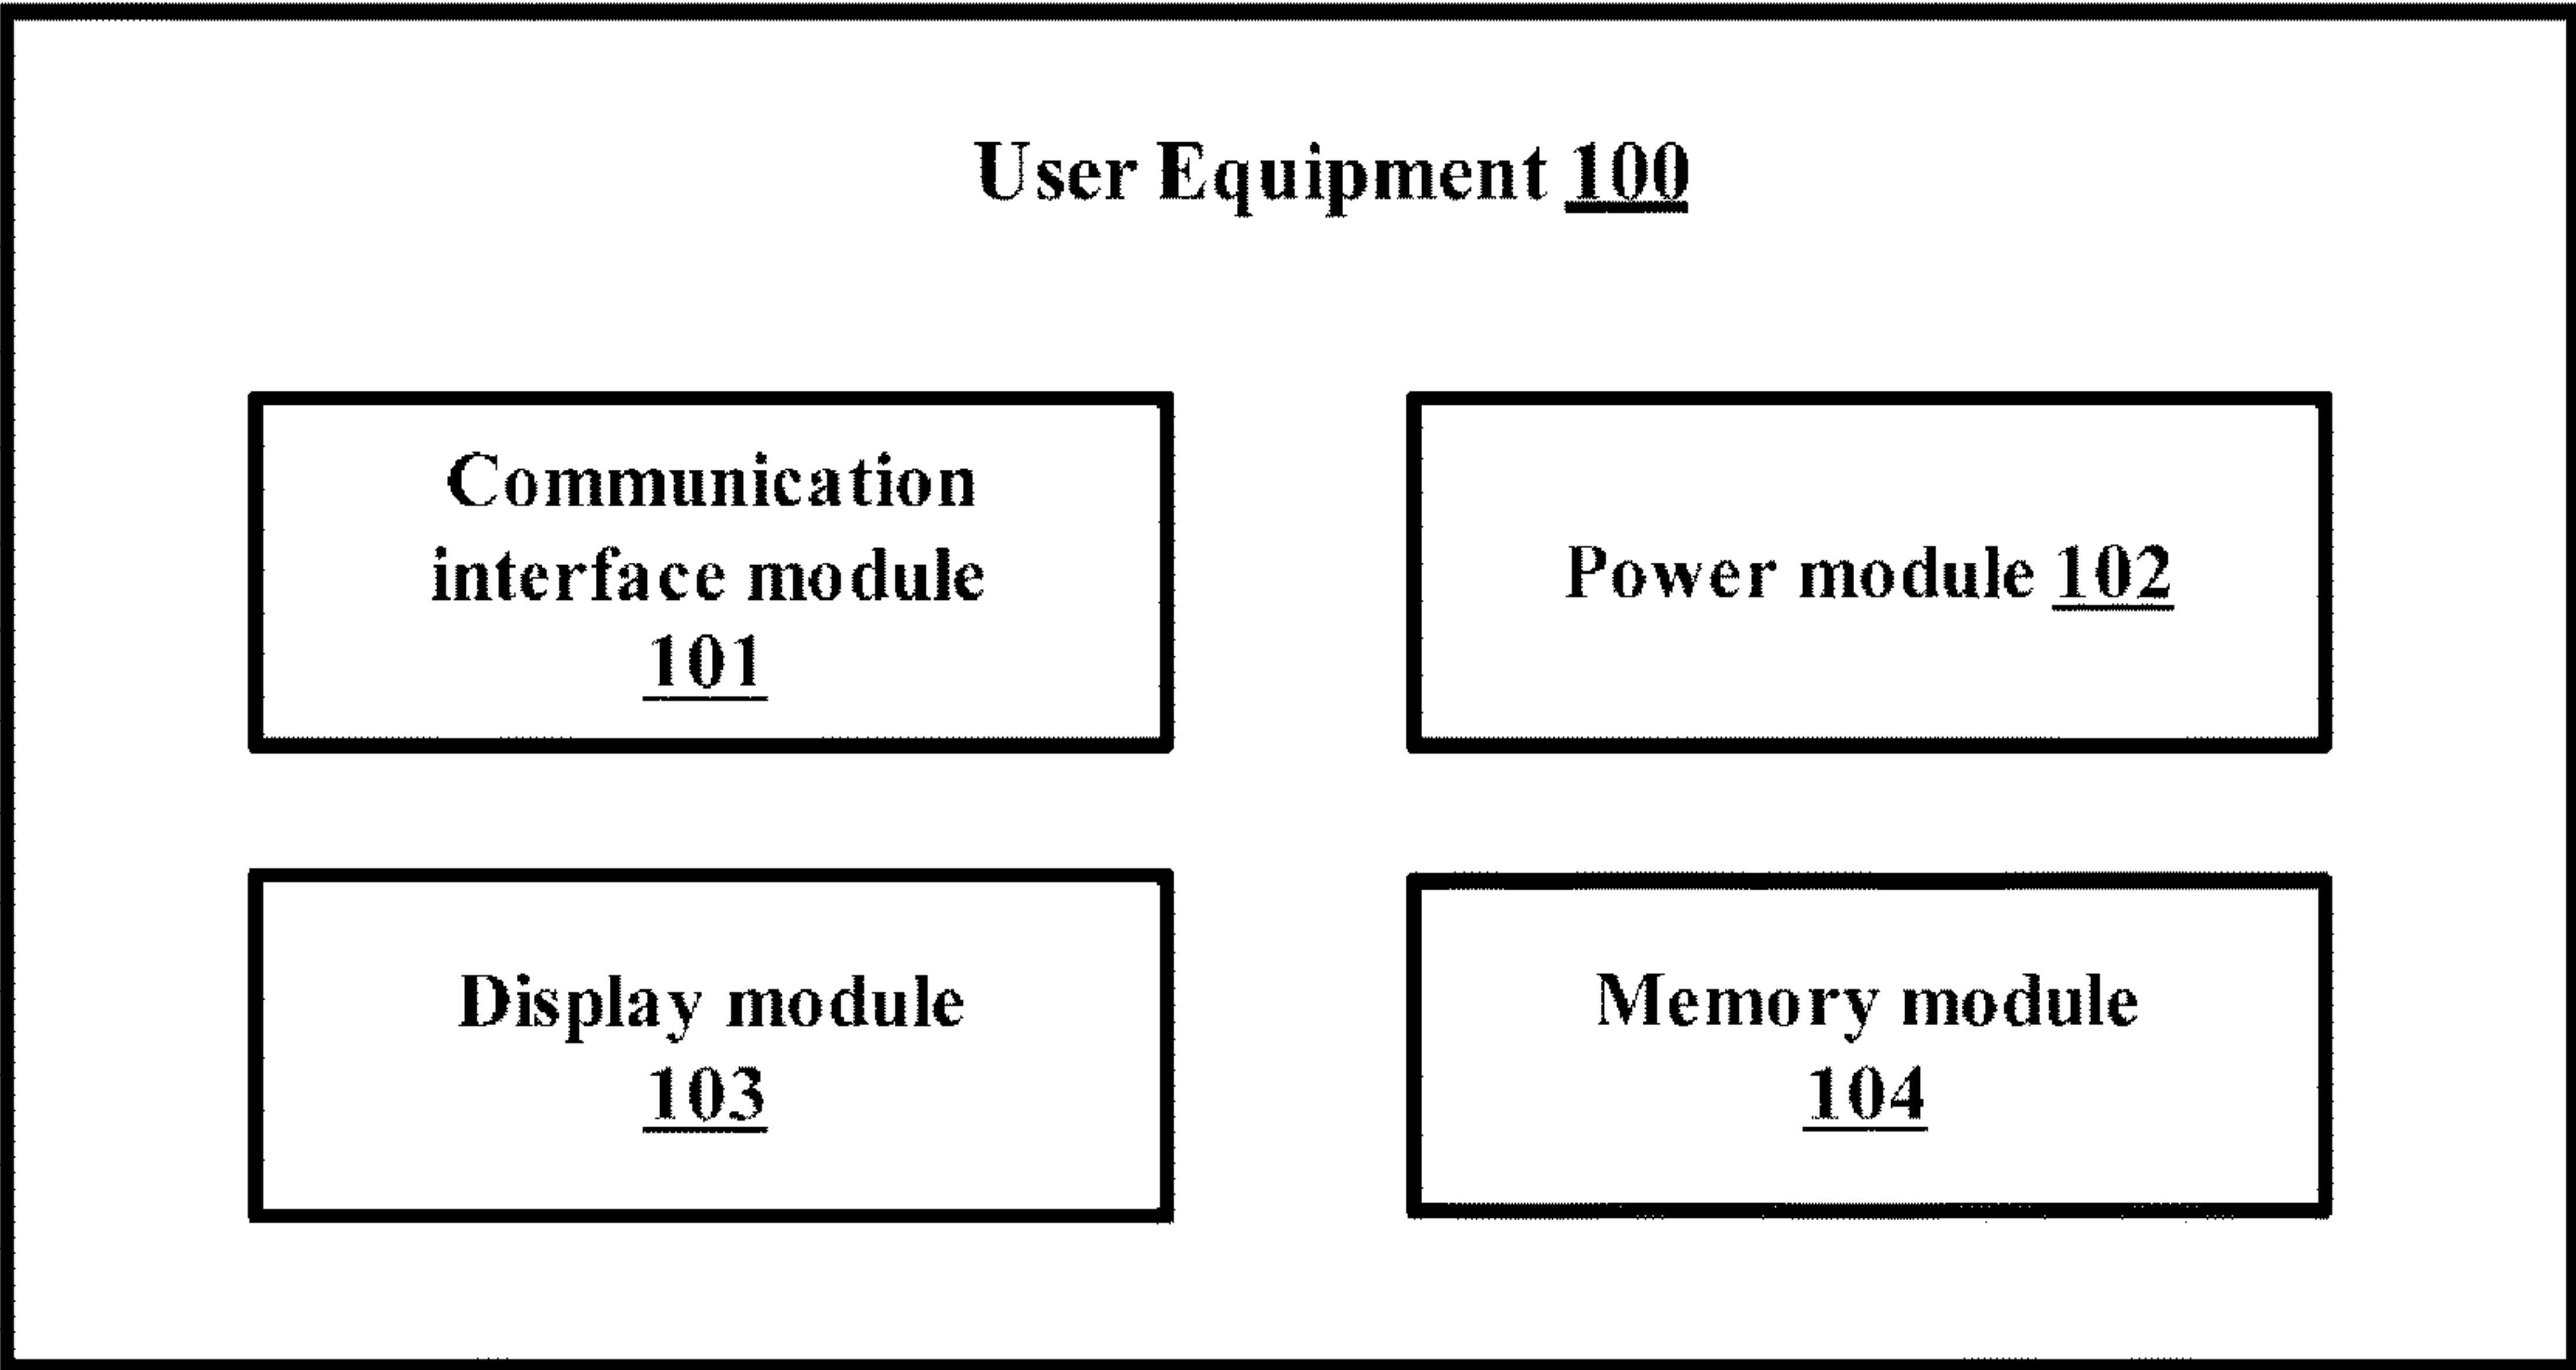 User Equipment 100
Communication
interface module
101
Power module 102
Display module
103
Memory module
104